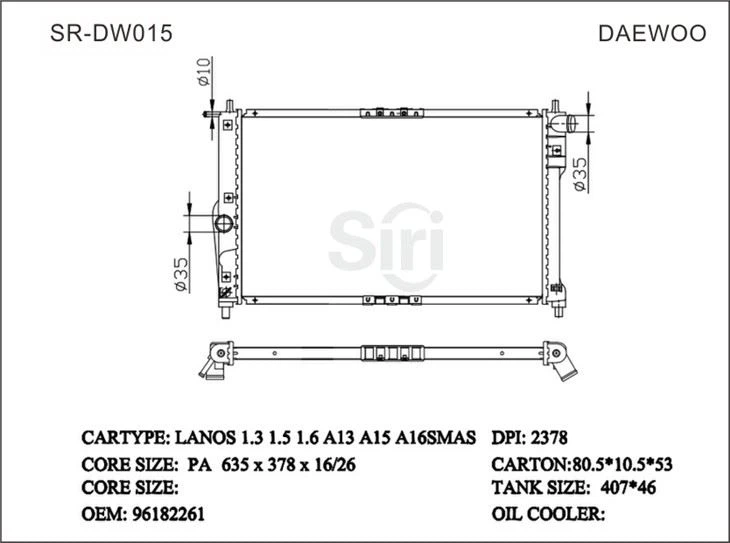 SR-DW015
DAEWOO
Ø10
Ø35
Siri
Ø35
CARTYPE: LANOS 1.3 1.5 1.6 A13 A15 A16SMAS DPI: 2378
CORE SIZE: PA 635 x 378 x 16/26 CARTON:80.5*10.5*53
CORE SIZE: TANK SIZE: 407*46
OEM: 96182261 OIL COOLER: